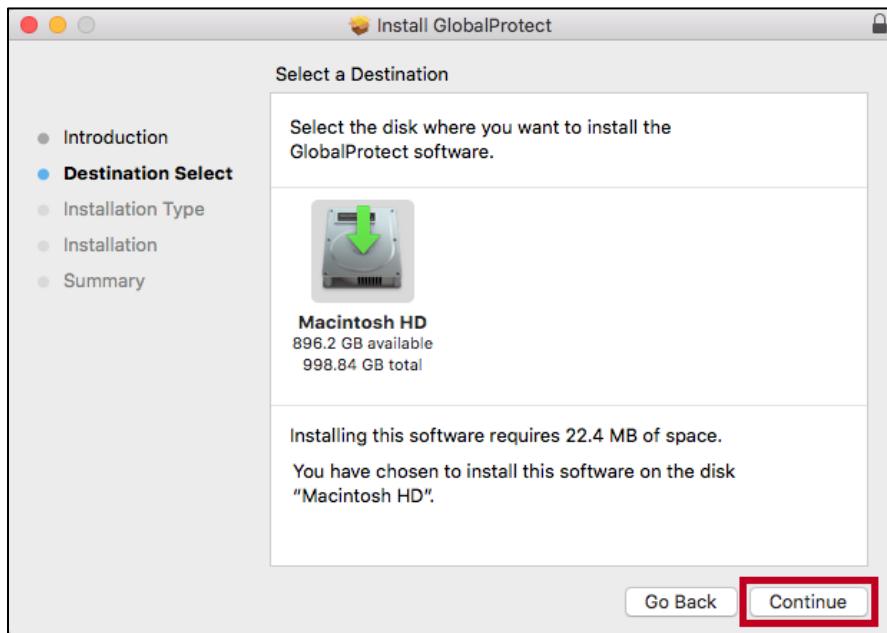 Install GlobalProtect
Select a Destination
Introduction
Destination Select
Installation Type
Installation
Summary
Select the disk where you want to install the
GlobalProtect software.
Macintosh HD
896.2 GB available
998.84 GB total
Installing this software requires 22.4 MB of space.
You have chosen to install this software on the disk
“Macintosh HD”.
Go Back
Continue